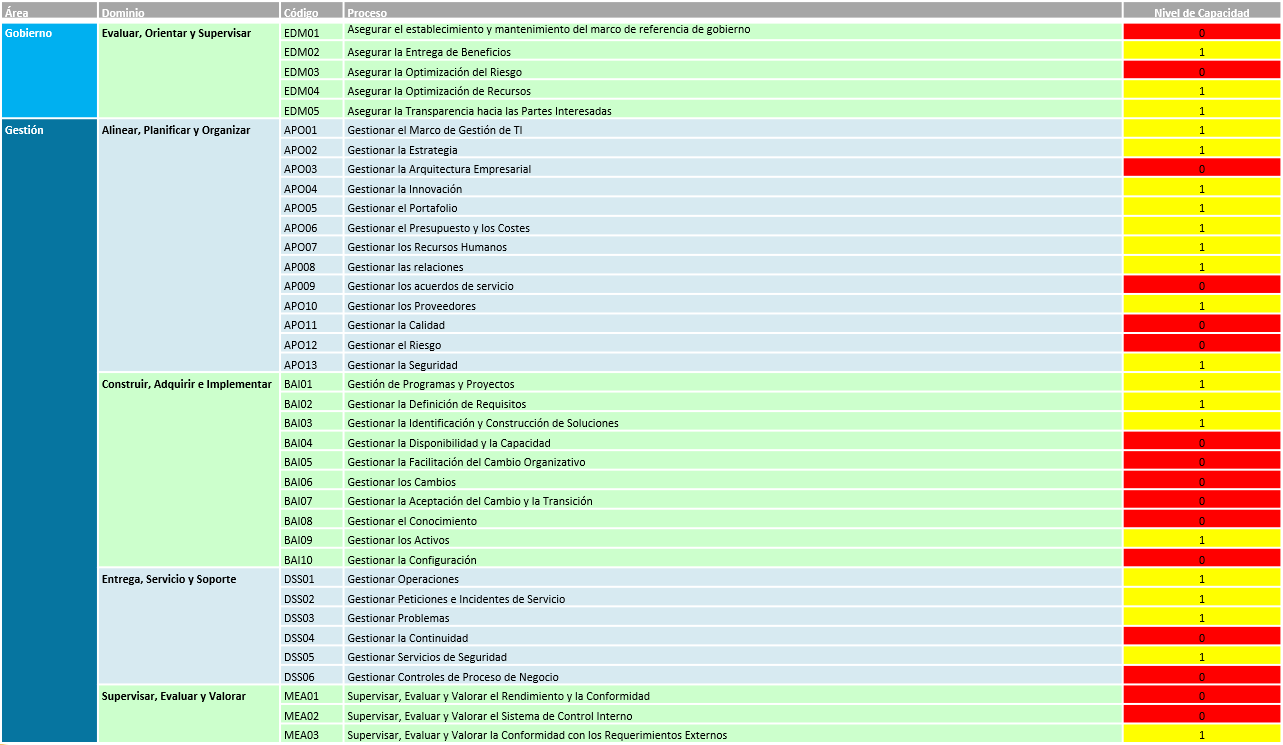 Área Dominio Código Proceso Nivel de Capacidad
Gobierno Evaluar, Orientar y Supervisar EDM01 Asegurar el establecimiento y mantenimiento del marco de referencia de gobierno 0
EDM02 Asegurar la Entrega de Beneficios 1
EDM03 Asegurar la Optimización del Riesgo 0
EDM04 Asegurar la Optimización de Recursos 1
EDM05 Asegurar la Transparencia hacia las Partes Interesadas 1
Gestión Alinear, Planificar y Organizar APO01 Gestionar el Marco de Gestión de TI 1
APO02 Gestionar la Estrategia 1
APO03 Gestionar la Arquitectura Empresarial 0
APO04 Gestionar la Innovación 1
APO05 Gestionar el Portafolio 1
APO06 Gestionar el Presupuesto y los Costes 1
APO07 Gestionar los Recursos Humanos 1
AP008 Gestionar las relaciones 1
AP009 Gestionar los acuerdos de servicio 0
APO10 Gestionar los Proveedores 1
APO11 Gestionar la Calidad 0
APO12 Gestionar el Riesgo 0
APO13 Gestionar la Seguridad 1
Construir, Adquirir e Implementar BAI01 Gestión de Programas y Proyectos 1
BAI02 Gestionar la Definición de Requisitos 1
BAI03 Gestionar la Identificación y Construcción de Soluciones 1
BAI04 Gestionar la Disponibilidad y la Capacidad 0
BAI05 Gestionar la Facilitación del Cambio Organizativo 0
BAI06 Gestionar los Cambios 0
BAI07 Gestionar la Aceptación del Cambio y la Transición 0
BAI08 Gestionar el Conocimiento 0
BAI09 Gestionar los Activos 1
BAI10 Gestionar la Configuración 0
Entrega, Servicio y Soporte DSS01 Gestionar Operaciones 1
DSS02 Gestionar Peticiones e Incidentes de Servicio 1
DSS03 Gestionar Problemas 1
DSS04 Gestionar la Continuidad 0
DSS05 Gestionar Servicios de Seguridad 1
DSS06 Gestionar Controles de Proceso de Negocio 0
Supervisar, Evaluar y Valorar MEA01 Supervisar, Evaluar y Valorar el Rendimiento y la Conformidad 0
MEA02 Supervisar, Evaluar y Valorar el Sistema de Control Interno 0
MEA03 Supervisar, Evaluar y Valorar la Conformidad con los Requerimientos Externos 1